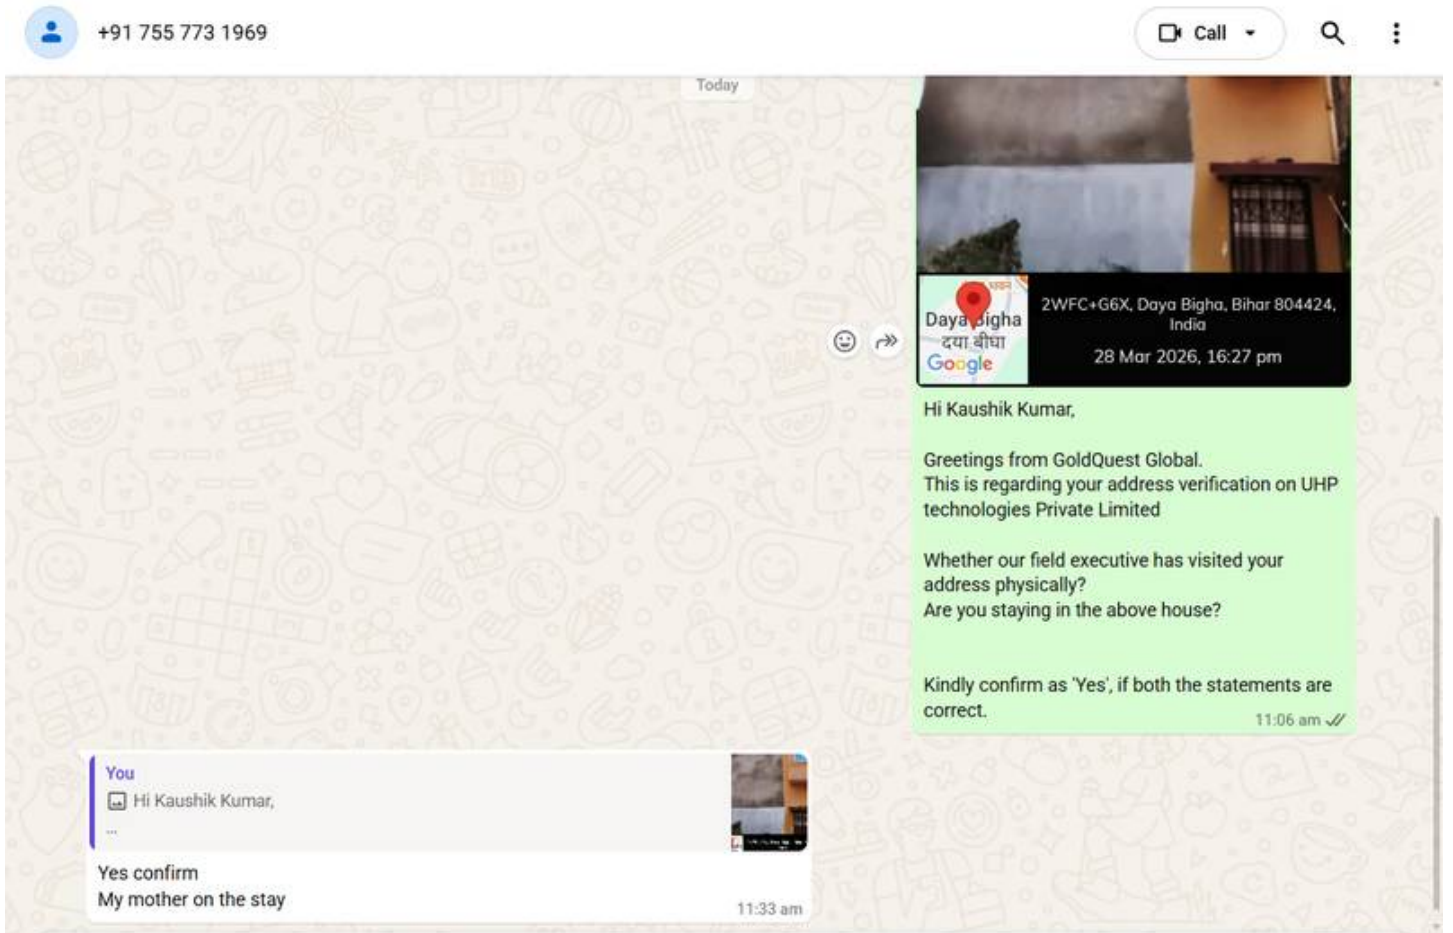 +91 755 773 1969
Call
Today
Daya Bigha
दया बीघा
Google
2WFC+G6X, Daya Bigha, Bihar 804424,
India
28 Mar 2026, 16:27 pm
Hi Kaushik Kumar,
Greetings from GoldQuest Global.
This is regarding your address verification on UHP
technologies Private Limited
Whether our field executive has visited your
address physically?
Are you staying in the above house?
Kindly confirm as 'Yes', if both the statements are
correct.
11:06 am
You
Hi Kaushik Kumar,
...
Yes confirm
My mother on the stay
11:33 am